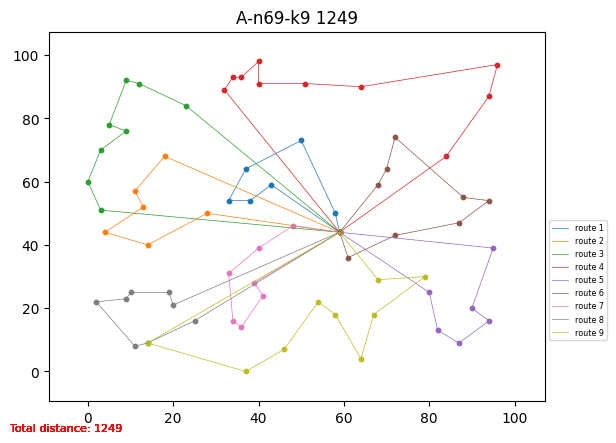 A-n69-k9 1249
100
80
60
40
20
0
0 20 40 60 80 100
route 1
route 2
route 3
route 4
route 5
route 6
route 7
route 8
route 9
Total distance: 1249